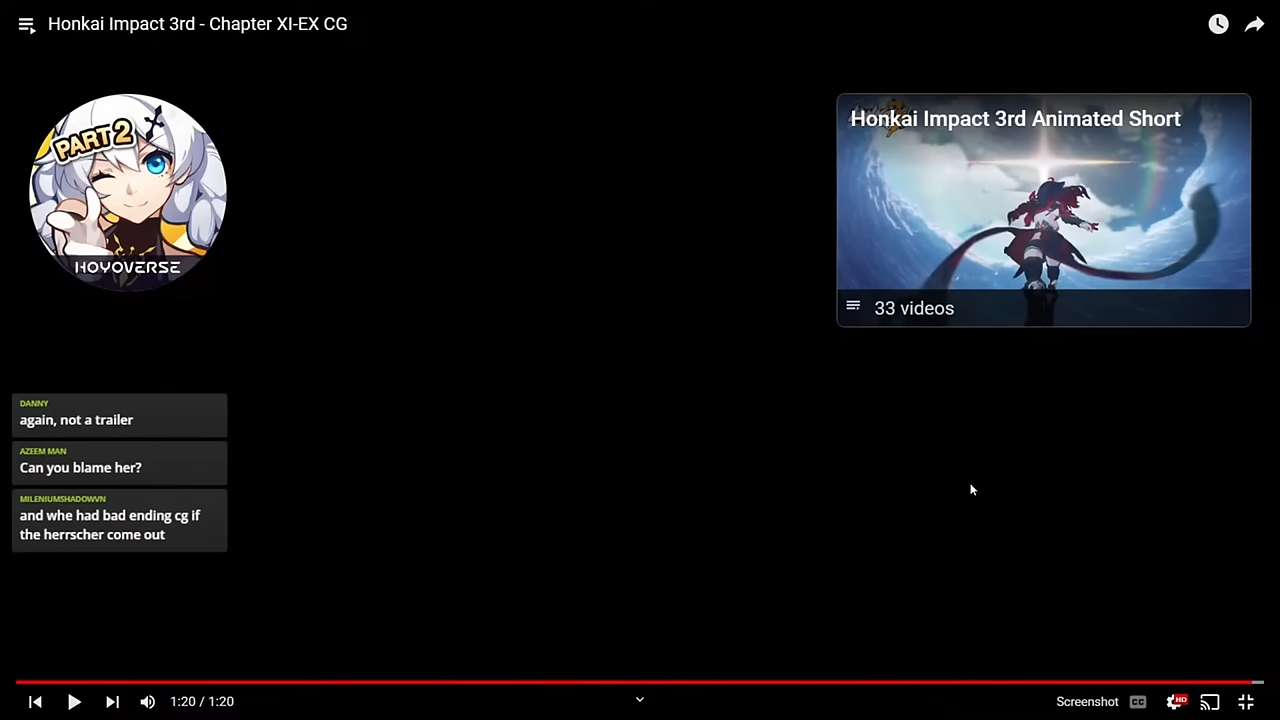 Honkai Impact 3rd - Chapter XI-EX CG
PART 2
HOYOVERSE
Honkai Impact 3rd Animated Short
33 videos
DANNY
again, not a trailer
AZEEM MAN
Can you blame her?
MILENIUMSHADOWVN
and whe had bad ending cg if
the herrscher come out
1:20 / 1:20
Screenshot
CC
HD